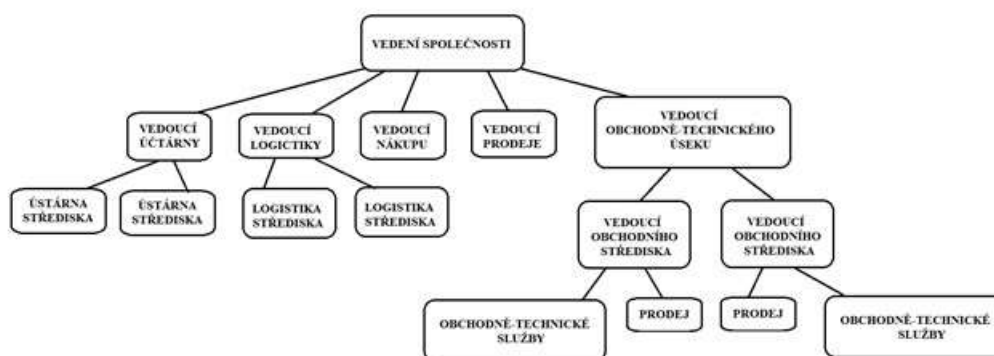 VEDENÍ SPOLEČNOSTI
VEDOUCÍ
ÚČTÁRNY
VEDOUCÍ
LOGICTIKY
VEDOUCÍ
NÁKUPU
VEDOUCÍ
PRODEJE
VEDOUCÍ
OBCHODNĚ-TECHNICKÉHO
ÚSEKU
ÚSTÁRNA
STŘEDISKA
ÚSTÁRNA
STŘEDISKA
LOGISTIKA
STŘEDISKA
LOGISTIKA
STŘEDISKA
VEDOUCÍ
OBCHODNÍHO
STŘEDISKA
VEDOUCÍ
OBCHODNÍHO
STŘEDISKA
OBCHODNĚ-TECHNICKÉ
SLUŽBY
PRODEJ
PRODEJ
OBCHODNĚ-TECHNICKÉ
SLUŽBY